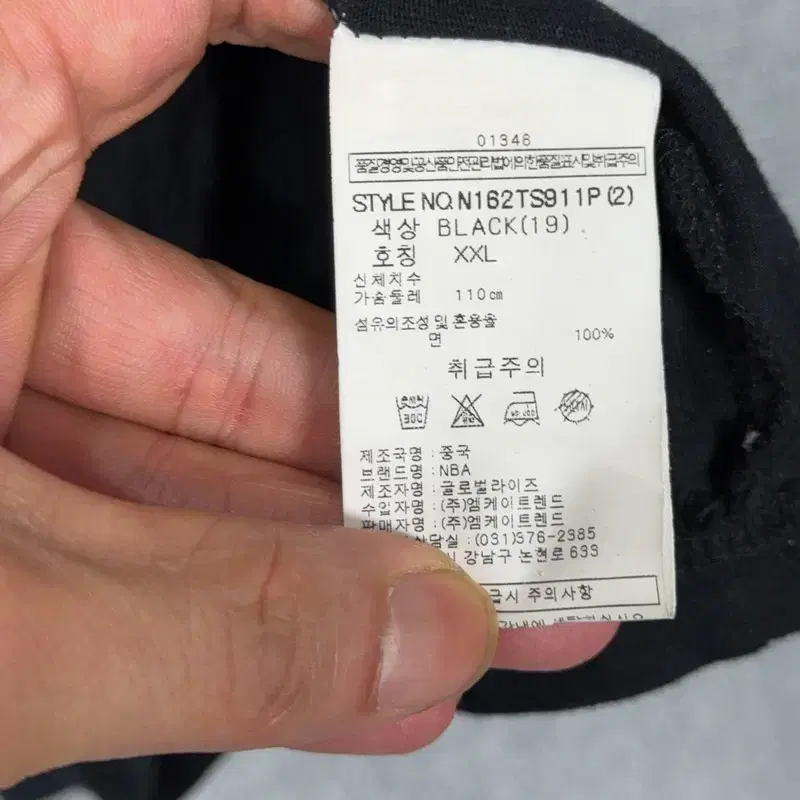 01346
품질경영및공산품안전관리법에의한품질표시및취급주의
STYLE NO. N162TS911P (2)
색상 BLACK(19)
호칭 XXL
신체치수
가슴둘레 110cm
섬유의조성 및 혼용율
면 100%
취급주의
제조국명 : 중국
브랜드명 : NBA
제조자명 : 글로벌라이즈
수입자명 : (주)엠케이트렌드
판매자명 : (주)엠케이트렌드
상담실 : (031)376-2385
강남구 논현로 633
급시 주의사항